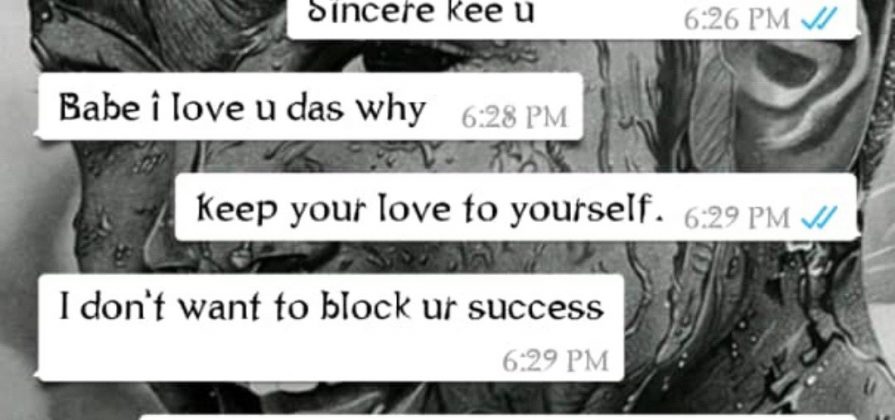 Sincere kee u 6:26 PM
Babe i love u das why 6:28 PM
Keep your love to yourself. 6:29 PM
I don't want to block ur success
6:29 PM